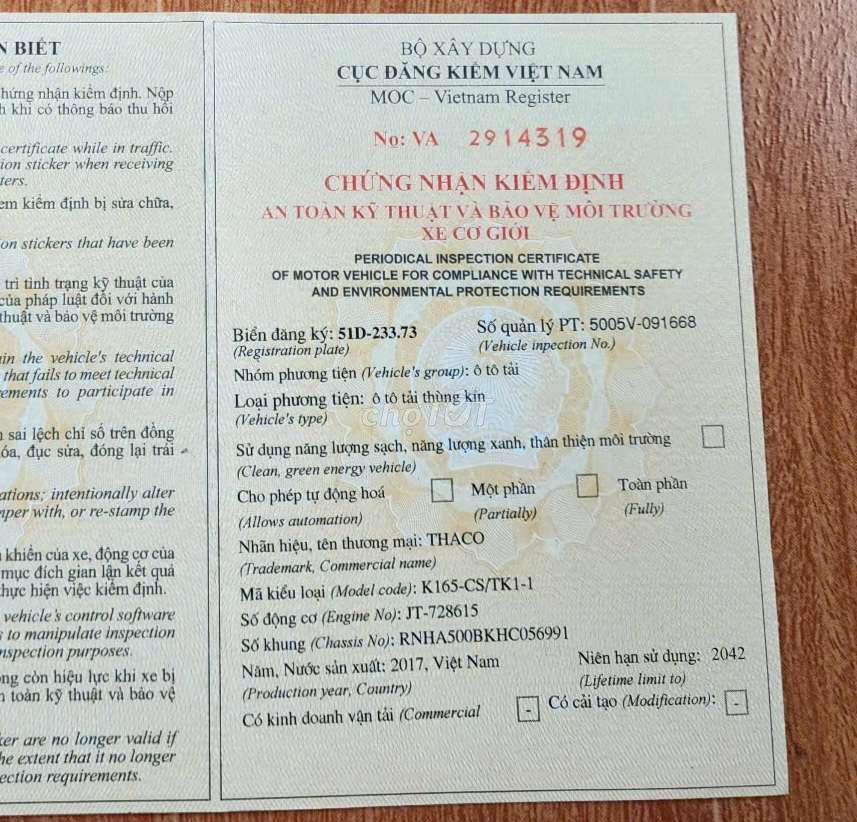 N BIẾT
e of the followings:
hứng nhận kiểm định. Nộp
h khi có thông báo thu hồi
certificate while in traffic.
ion sticker when receiving
ters.
em kiểm định bị sửa chữa,
on stickers that have been
trì tình trạng kỹ thuật của
của pháp luật đối với hành
thuật và bảo vệ môi trường
in the vehicle's technical
that fails to meet technical
ements to participate in
sai lệch chỉ số trên đồng
óa, đục sửa, đóng lại trái
ations; intentionally alter
mper with, or re-stamp the
khiển của xe, động cơ của
mục đích gian lận kết quả
thực hiện việc kiểm định.
vehicle's control software
s to manipulate inspection
nspection purposes.
ng còn hiệu lực khi xe bị
n toàn kỹ thuật và bảo vệ
ker are no longer valid if
he extent that it no longer
ection requirements.
BỘ XÂY DỰNG
CỤC ĐĂNG KIỂM VIỆT NAM
MOC – Vietnam Register
No: VA 2914319
CHỨNG NHẬN KIỂM ĐỊNH
AN TOÀN KỸ THUẬT VÀ BẢO VỆ MÔI TRƯỜNG
XE CƠ GIỚI
PERIODICAL INSPECTION CERTIFICATE
OF MOTOR VEHICLE FOR COMPLIANCE WITH TECHNICAL SAFETY
AND ENVIRONMENTAL PROTECTION REQUIREMENTS
Biển đăng ký: 51D-233.73 Số quản lý PT: 5005V-091668
(Registration plate) (Vehicle inpection No.)
Nhóm phương tiện (Vehicle's group): ô tô tải
Loại phương tiện: ô tô tải thùng kín
(Vehicle's type)
chợTỐT
Sử dụng năng lượng sạch, năng lượng xanh, thân thiện môi trường
(Clean, green energy vehicle)
Cho phép tự động hoá Một phần Toàn phần
(Allows automation) (Partially) (Fully)
Nhãn hiệu, tên thương mại: THACO
(Trademark, Commercial name)
Mã kiểu loại (Model code): K165-CS/TK1-1
Số động cơ (Engine No): JT-728615
Số khung (Chassis No): RNHA500BKHC056991
Năm, Nước sản xuất: 2017, Việt Nam Niên hạn sử dụng: 2042
(Production year, Country) (Lifetime limit to)
Có kinh doanh vận tải (Commercial - Có cải tạo (Modification): -